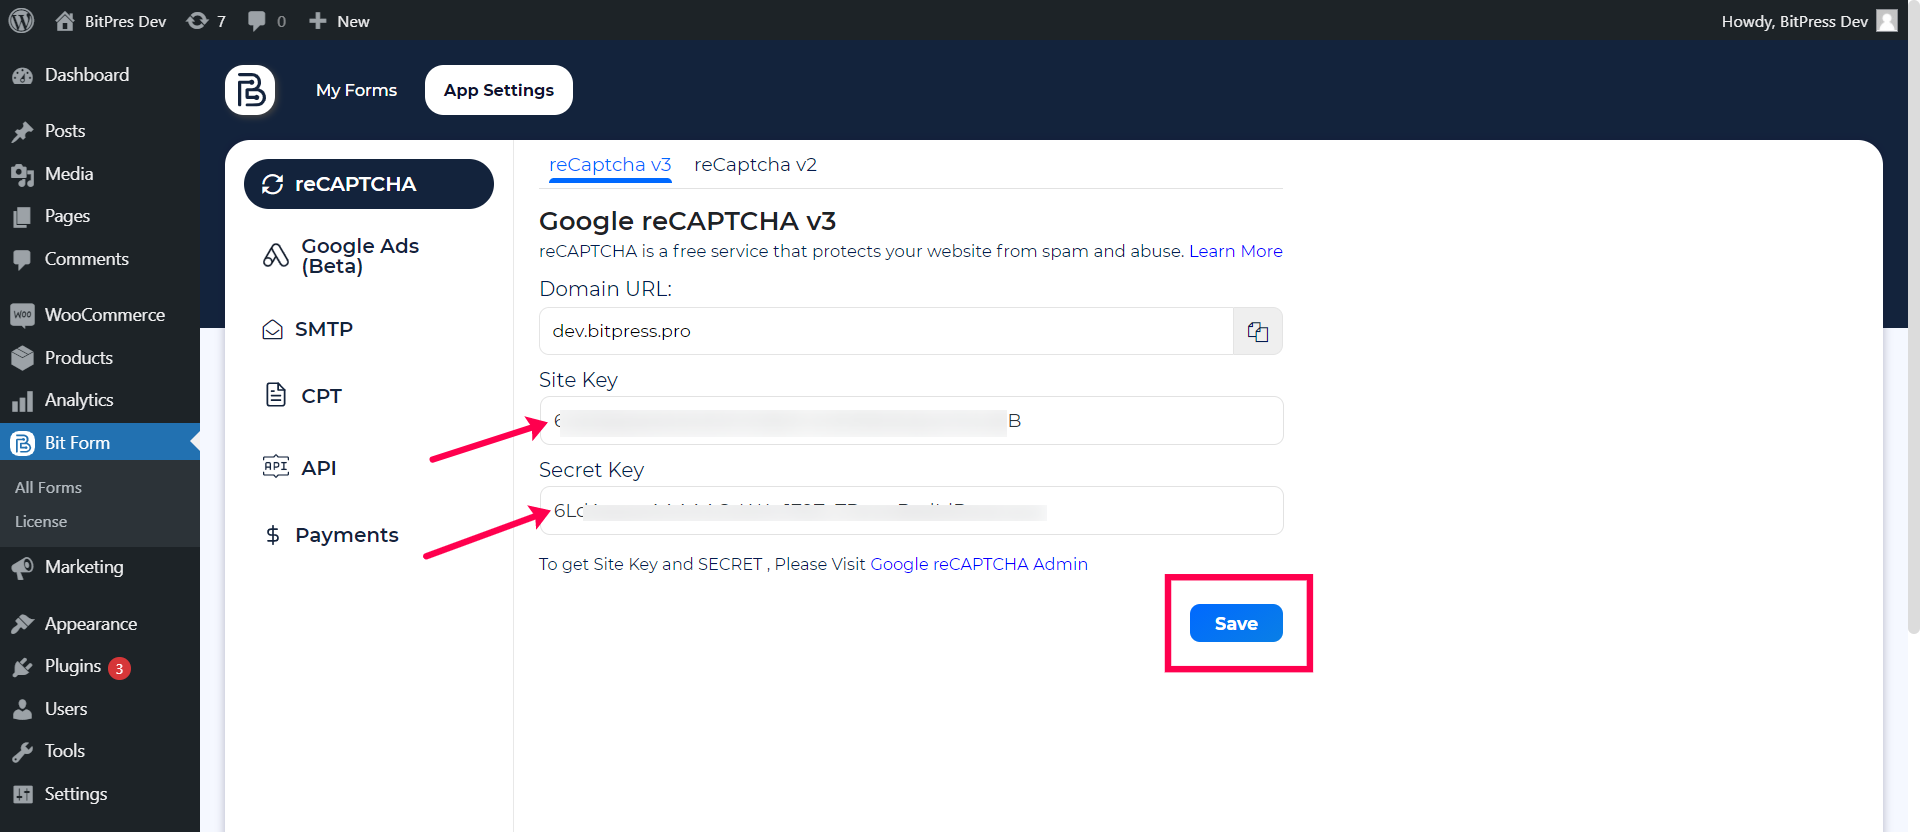 BitPres Dev 7 0 New
Howdy, BitPress Dev
Dashboard
Posts
Media
Pages
Comments
WooCommerce
Products
Analytics
Bit Form
All Forms
License
Marketing
Appearance
Plugins 3
Users
Tools
Settings
My Forms
App Settings
reCAPTCHA
Google Ads
(Beta)
SMTP
CPT
API
Payments
reCaptcha v3 reCaptcha v2
Google reCAPTCHA v3
reCAPTCHA is a free service that protects your website from spam and abuse. Learn More
Domain URL:
dev.bitpress.pro
Site Key
Secret Key
To get Site Key and SECRET , Please Visit Google reCAPTCHA Admin
Save